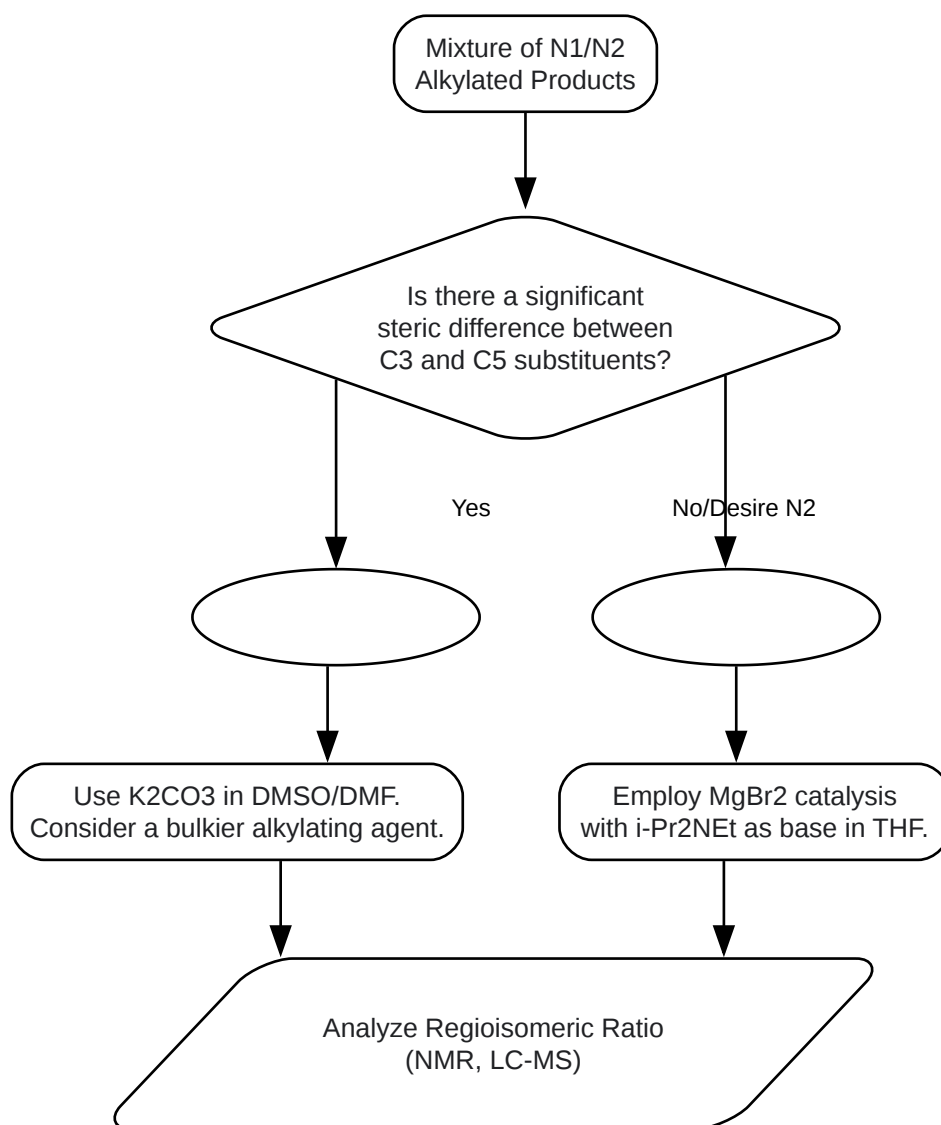 Mixture of N1/N2
Alkylated Products
Is there a significant
steric difference between
C3 and C5 substituents?
Yes
No/Desire N2
Use K2CO3 in DMSO/DMF.
Consider a bulkier alkylating agent.
Employ MgBr2 catalysis
with i-Pr2NEt as base in THF.
Analyze Regioisomeric Ratio
(NMR, LC-MS)